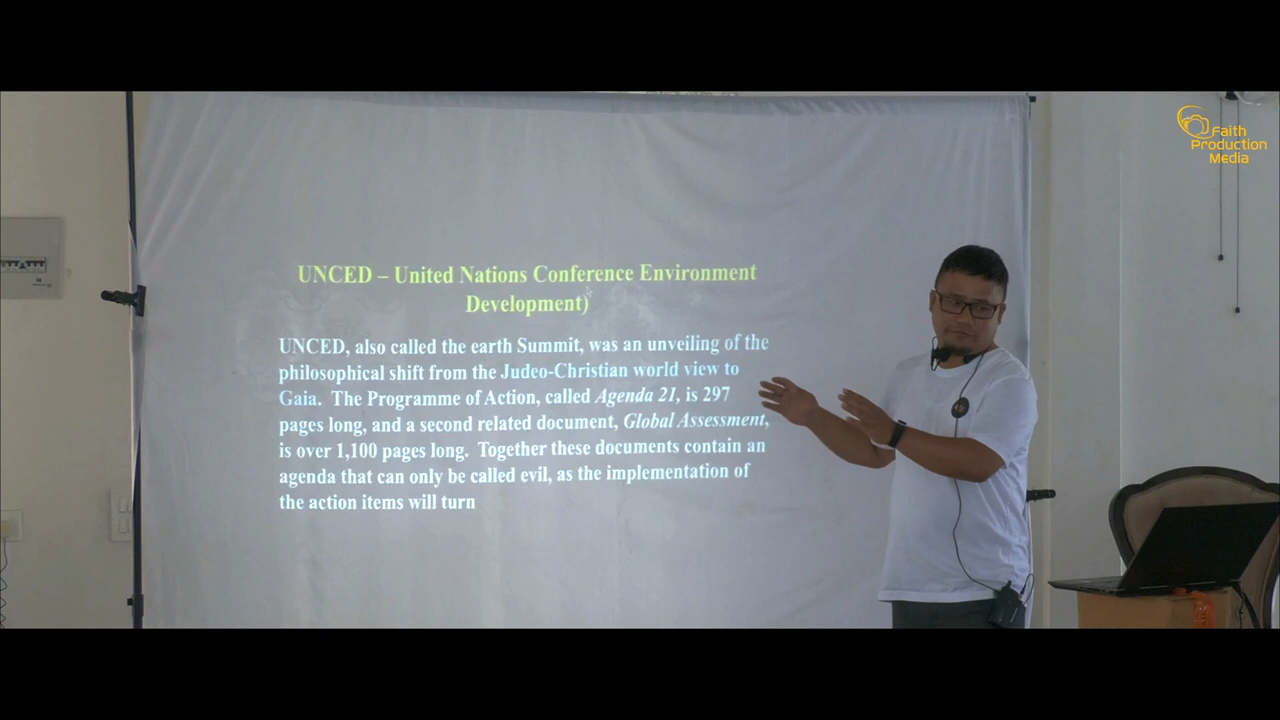 Faith
Production
Media
UNCED – United Nations Conference Environment
Development)
UNCED, also called the earth Summit, was an unveiling of the
philosophical shift from the Judeo-Christian world view to
Gaia. The Programme of Action, called Agenda 21, is 297
pages long, and a second related document, Global Assessment,
is over 1,100 pages long. Together these documents contain an
agenda that can only be called evil, as the implementation of
the action items will turn